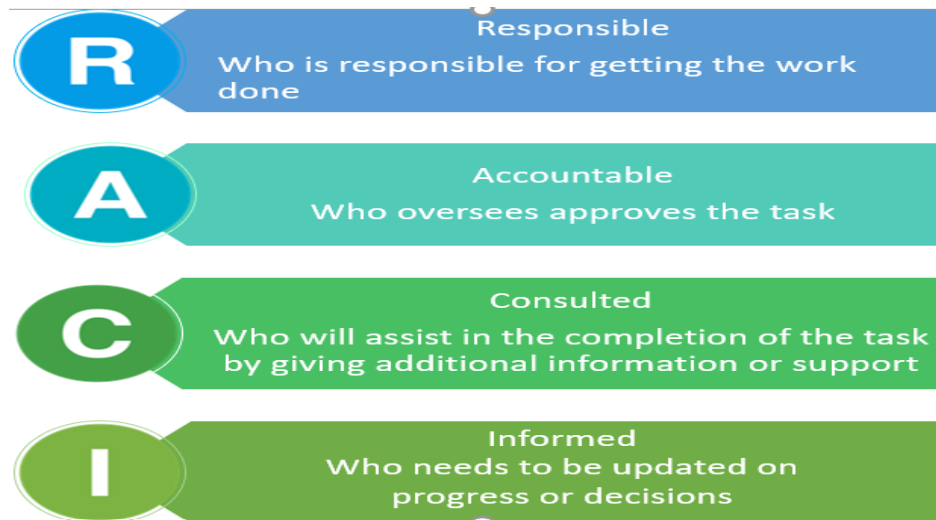 R
Responsible
Who is responsible for getting the work
done
A
Accountable
Who oversees approves the task
C
Consulted
Who will assist in the completion of the task
by giving additional information or support
I
Informed
Who needs to be updated on
progress or decisions